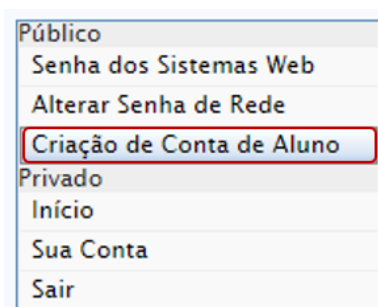 Público
Senha dos Sistemas Web
Alterar Senha de Rede
Criação de Conta de Aluno
Privado
Início
Sua Conta
Sair